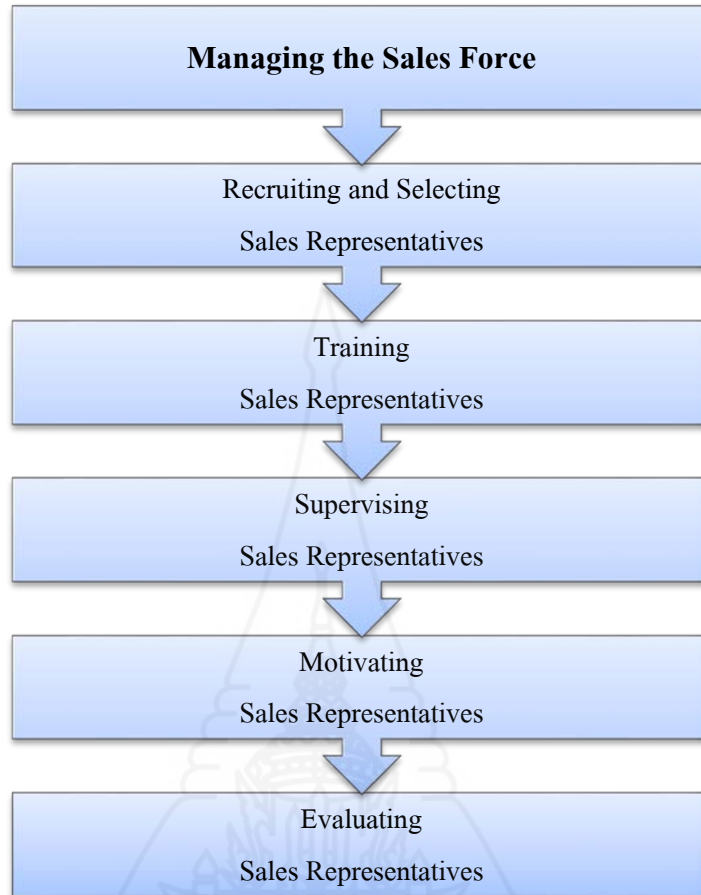 Managing the Sales Force
Recruiting and Selecting
Sales Representatives
Training
Sales Representatives
Supervising
Sales Representatives
Motivating
Sales Representatives
Evaluating
Sales Representatives